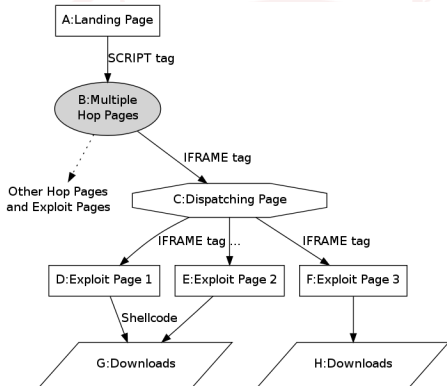 A:Landing Page
SCRIPT tag
B:Multiple
Hop Pages
IFRAME tag
Other Hop Pages
and Exploit Pages
C:Dispatching Page
IFRAME tag ... IFRAME tag
D:Exploit Page 1 E:Exploit Page 2 F:Exploit Page 3
Shellcode
G:Downloads H:Downloads